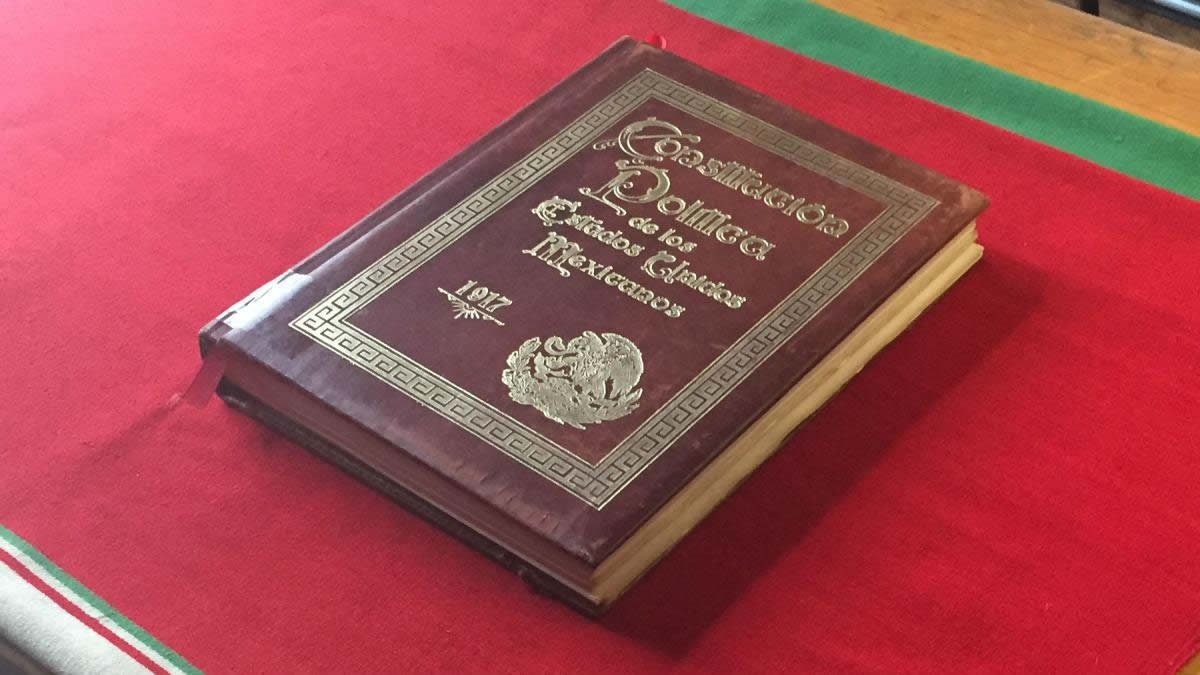 Constitución
Política
de los
Estados Unidos
Mexicanos
1917